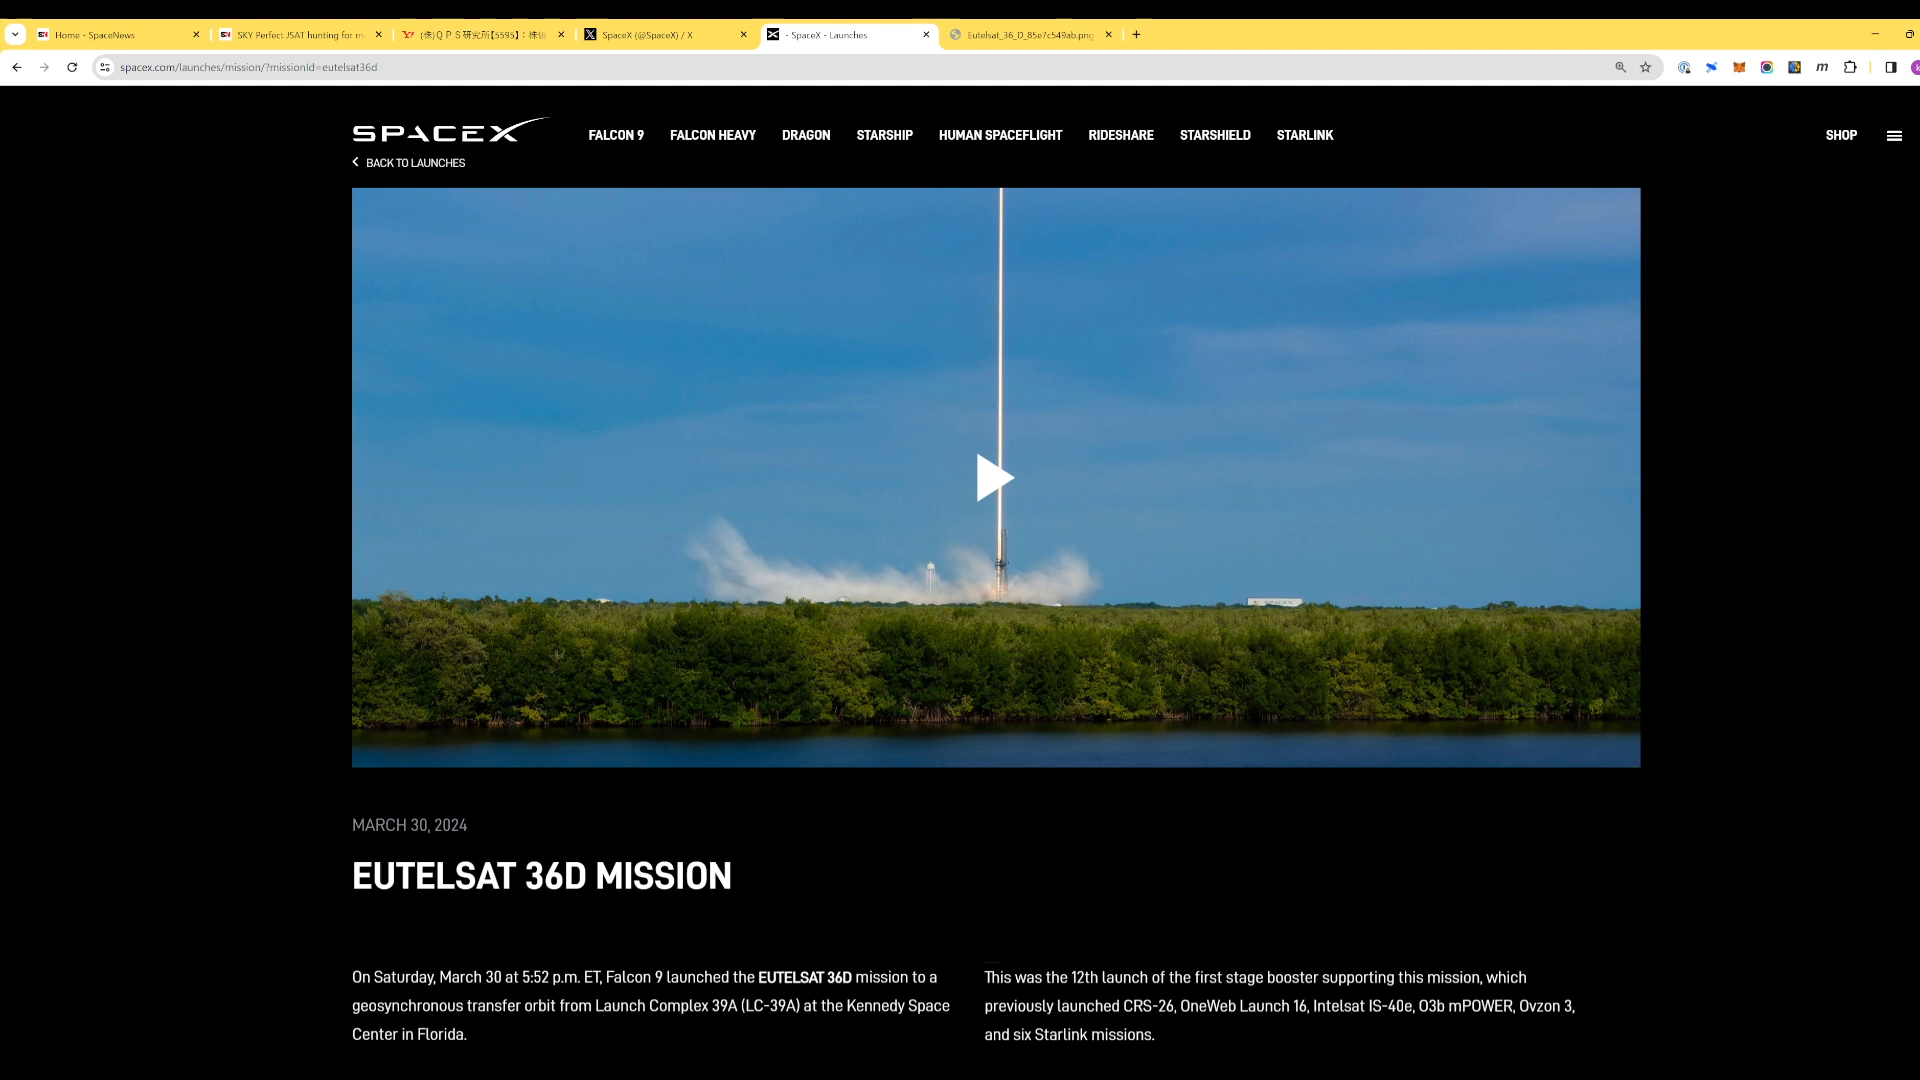 Home - SpaceNews
SKY Perfect JSAT hunting for m
(株)ＱＰＳ研究所【5595】：株価
SpaceX (@SpaceX) / X
- SpaceX - Launches
Eutelsat_36_D_85e7c549ab.png
spacex.com/launches/mission/?missionId=eutelsat36d
SPACEX
FALCON 9 FALCON HEAVY DRAGON STARSHIP HUMAN SPACEFLIGHT RIDESHARE STARSHIELD STARLINK SHOP
BACK TO LAUNCHES
SPACEX
MARCH 30, 2024
EUTELSAT 36D MISSION
On Saturday, March 30 at 5:52 p.m. ET, Falcon 9 launched the EUTELSAT 36D mission to a
geosynchronous transfer orbit from Launch Complex 39A (LC-39A) at the Kennedy Space
Center in Florida.
This was the 12th launch of the first stage booster supporting this mission, which
previously launched CRS-26, OneWeb Launch 16, Intelsat IS-40e, O3b mPOWER, Ovzon 3,
and six Starlink missions.